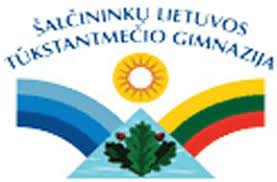 ŠALČININKŲ LIETUVOS
TŪKSTANTMEČIO GIMNAZIJA